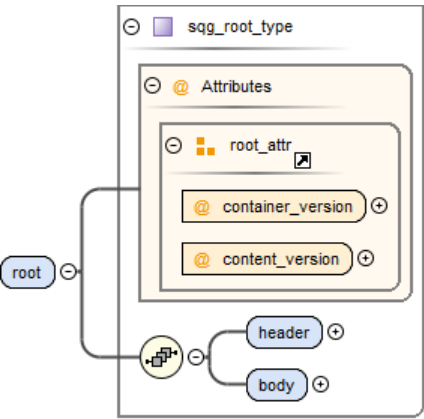 sqg_root_type
@ Attributes
root_attr
@ container_version
@ content_version
root
header
body